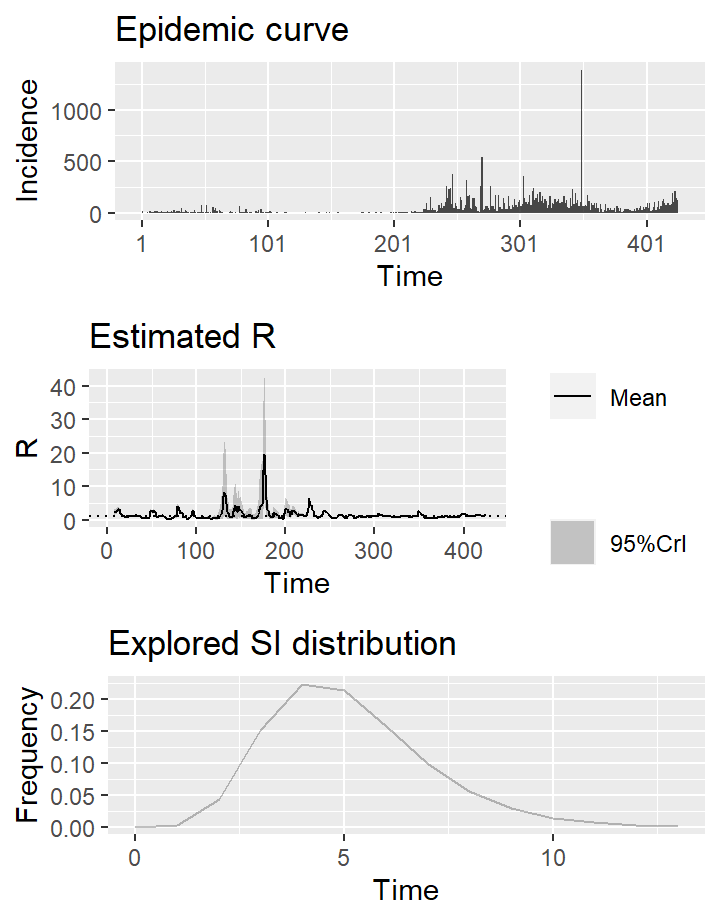 Epidemic curve
Incidence
1000
500
0
1 101 201 301 401
Time
Estimated R
R
40
30
20
10
0
0 100 200 300 400
Time
Mean
95%CrI
Explored SI distribution
Frequency
0.20
0.15
0.10
0.05
0.00
0 5 10
Time